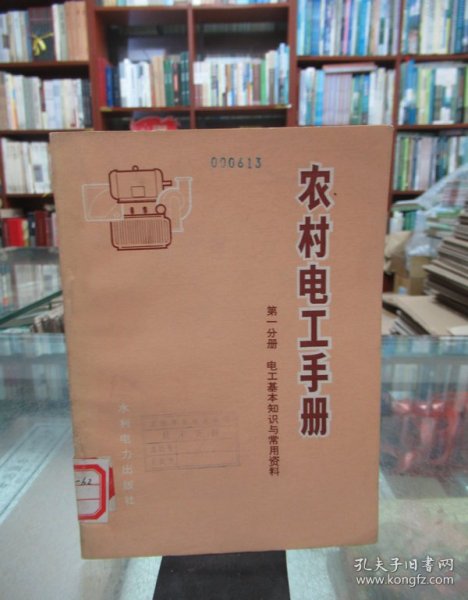 000613
农村电工手册
第一分册 电工基本知识与常用资料
水利电力出版社
-62
孔夫子旧书网
www.kongfz.com